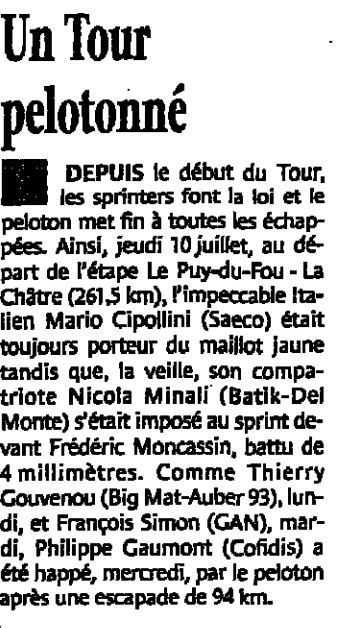 Un Tour
pelotonné
DEPUIS le début du Tour,
les sprinters font la loi et le
peloton met fin à toutes les échap-
pées. Ainsi, jeudi 10 juillet, au dé-
part de l'étape Le Puy-du-Fou - La
Châtre (261,5 km), l'impeccable Ita-
lien Mario Cipollini (Saeco) était
toujours porteur du maillot jaune
tandis que, la veille, son compa-
triote Nicola Minali (Batik-Del
Monte) s'était imposé au sprint de-
vant Frédéric Moncassin, battu de
4 millimètres. Comme Thierry
Gouvenou (Big Mat-Auber 93), lun-
di, et François Simon (GAN), mar-
di, Philippe Gaumont (Cofidis) a
été happé, mercredi, par le peloton
après une escapade de 94 km.